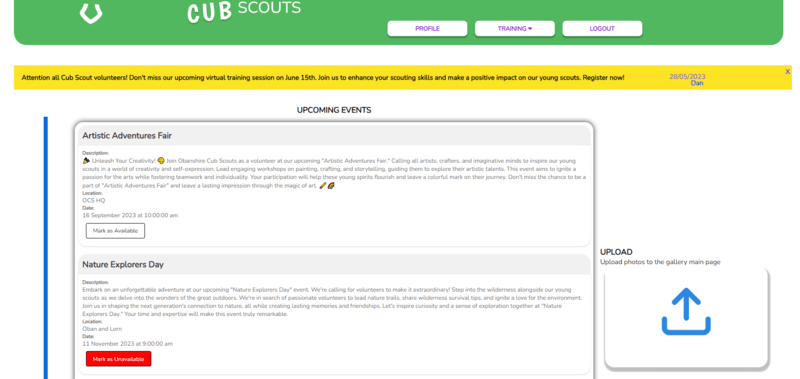 CUB SCOUTS
PROFILE
TRAINING
LOGOUT
Attention all Cub Scout volunteers! Don't miss our upcoming virtual training session on June 15th. Join us to enhance your scouting skills and make a positive impact on our young scouts. Register now!
28/05/2023
Dan
X
UPCOMING EVENTS
Artistic Adventures Fair
Description:
Unleash Your Creativity! Join Obanshire Cub Scouts as a volunteer at our upcoming "Artistic Adventures Fair." Calling all artists, crafters, and imaginative minds to inspire our young
scouts in a world of creativity and self-expression. Lead engaging workshops on painting, crafting, and storytelling, guiding them to explore their artistic talents. This event aims to ignite a
passion for the arts while fostering teamwork and individuality. Your participation will help these young spirits flourish and leave a colorful mark on their journey. Don't miss the chance to be a
part of "Artistic Adventures Fair" and leave a lasting impression through the magic of art.
Location:
OCS HQ
Date:
16 September 2023 at 10:00:00 am
Mark as Available
Nature Explorers Day
Description:
Embark on an unforgettable adventure at our upcoming "Nature Explorers Day" event. We're calling for volunteers to make it extraordinary! Step into the wilderness alongside our young
scouts as we delve into the wonders of the great outdoors. We're in search of passionate volunteers to lead nature trails, share wilderness survival tips, and ignite a love for the environment.
Join us in shaping the next generation's connection to nature, all while creating lasting memories and friendships. Let's inspire curiosity and a sense of exploration together at "Nature
Explorers Day." Your time and expertise will make this event truly remarkable.
Location:
Oban and Lorn
Date:
11 November 2023 at 9:00:00 am
Mark as Unavailable
UPLOAD
Upload photos to the gallery main page